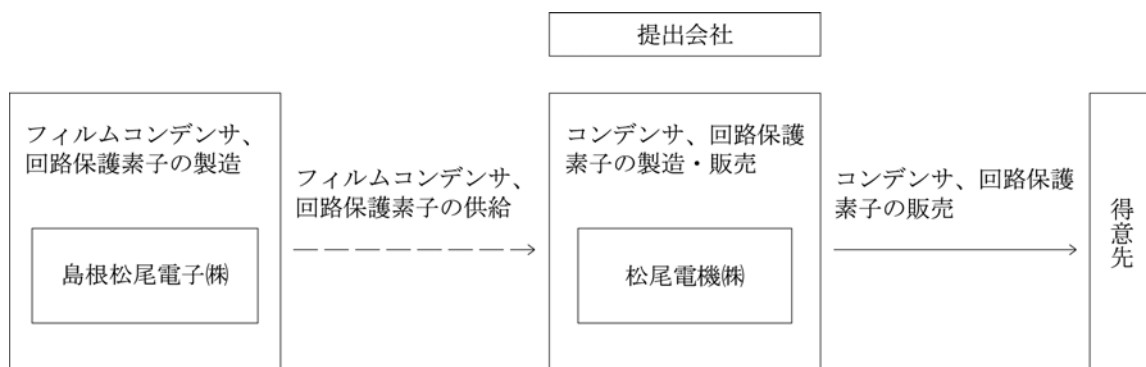 提出会社
フィルムコンデンサ、
回路保護素子の製造
島根松尾電子㈱
フィルムコンデンサ、
回路保護素子の供給
コンデンサ、回路保護
素子の製造・販売
松尾電機㈱
コンデンサ、回路保護
素子の販売
得意先